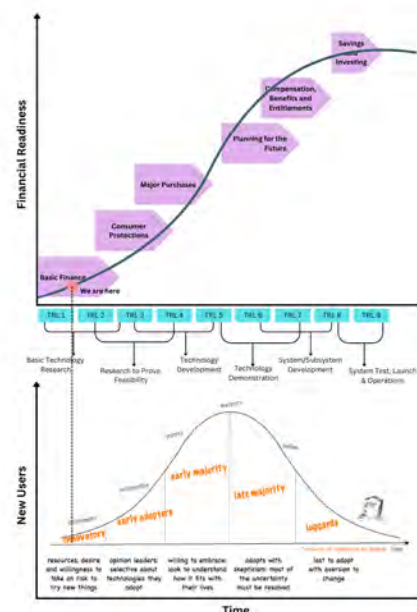 Financial Readiness
Savings
Investing
Compensation,
Benefits and
Entitlements
Planning for the
Future
Major Purchases
Consumer
Protections
Basic Finance
We are here
TRL 1
TRL 2
TRL 3
TRL 4
TRL 5
TRL 6
TRL 7
TRL 8
TRL 9
Basic Technology
Research
Research to Prove
Feasibility
Technology
Development
Technology
Demonstration
System/Subsystem
Development
System Test, Launch
& Operations
New Users
innovators
early adopters
early majority
late majority
laggards
Time
resources, desire
and willingness to
take on risk to
try new things
opinion leaders;
selective about
technologies they
adopt
willing to embrace;
look to understand
how it fits with
their lives
adopts with
skepticism; most of
the uncertainty
must be resolved
last to adopt
with aversion to
change
Time